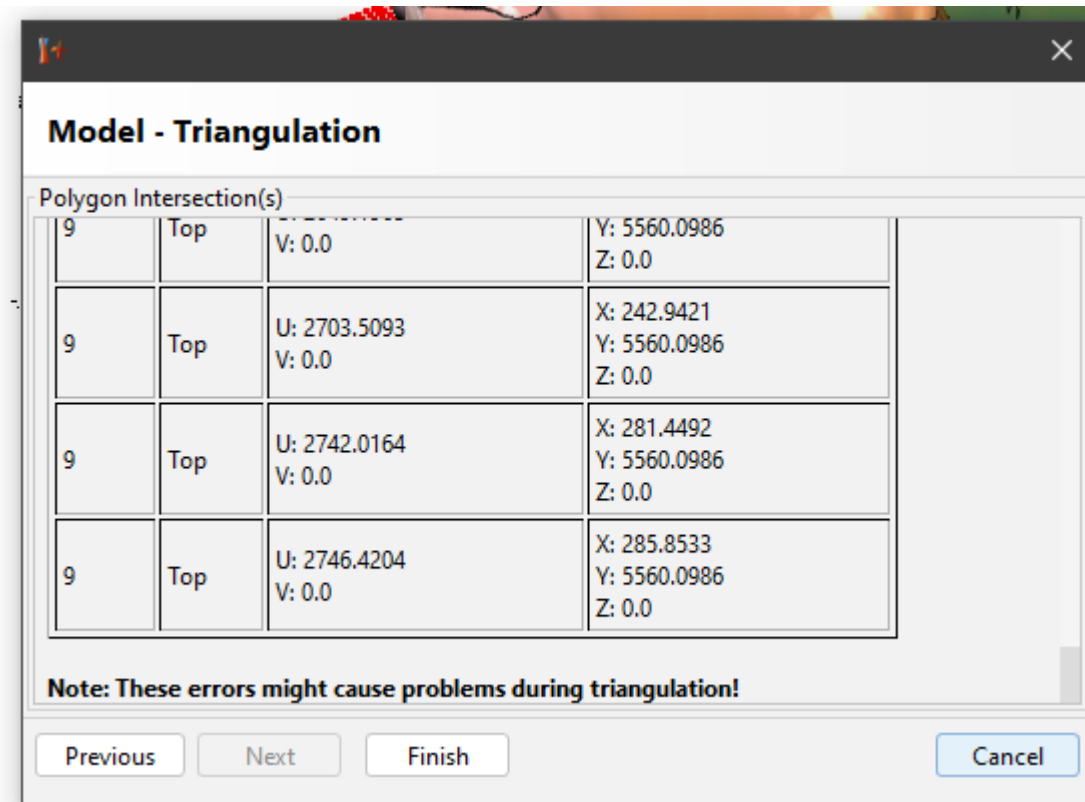 Model - Triangulation
Polygon Intersection(s)
9
Top
V: 0.0
Y: 5560.0986
Z: 0.0
9
Top
U: 2703.5093
V: 0.0
X: 242.9421
Y: 5560.0986
Z: 0.0
9
Top
U: 2742.0164
V: 0.0
X: 281.4492
Y: 5560.0986
Z: 0.0
9
Top
U: 2746.4204
V: 0.0
X: 285.8533
Y: 5560.0986
Z: 0.0
Note: These errors might cause problems during triangulation!
Previous
Next
Finish
Cancel